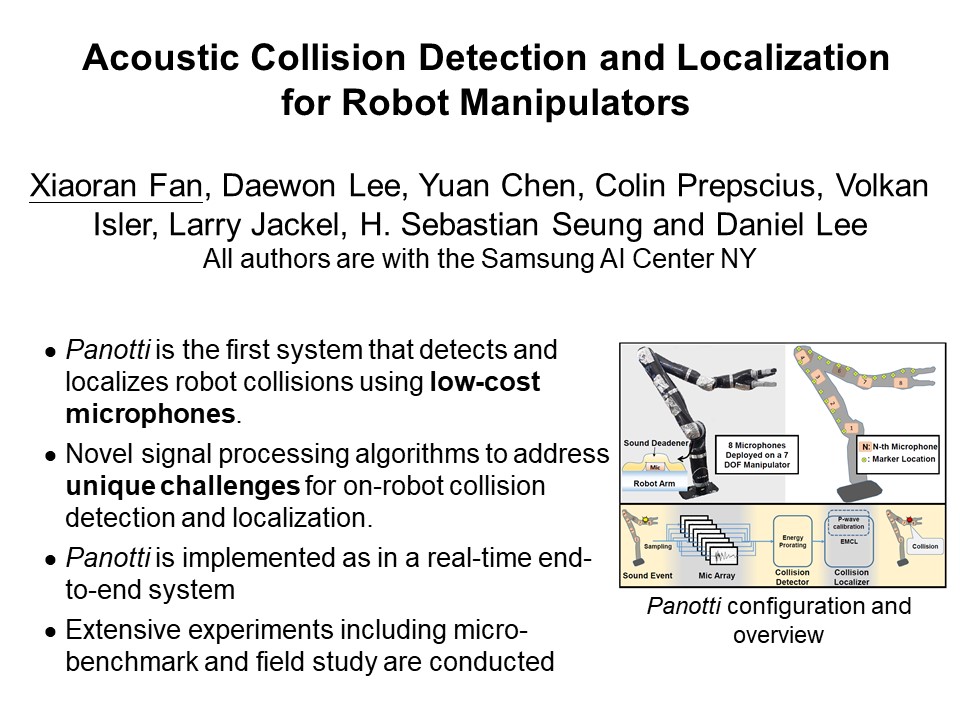 Acoustic Collision Detection and Localization
for Robot Manipulators
Xiaoran Fan, Daewon Lee, Yuan Chen, Colin Prepscius, Volkan
Isler, Larry Jackel, H. Sebastian Seung and Daniel Lee
All authors are with the Samsung AI Center NY
● Panotti is the first system that detects and
localizes robot collisions using low-cost
microphones.
● Novel signal processing algorithms to address
unique challenges for on-robot collision
detection and localization.
● Panotti is implemented as in a real-time end-
to-end system
● Extensive experiments including micro-
benchmark and field study are conducted
Sound Deadener
Mic
Robot Arm
8 Microphones
Deployed on a 7
DOF Manipulator
7
8
1
N: N-th Microphone
: Marker Location
Sampling
Sound Event
Mic Array
Energy
Prorating
Collision
Detector
P-wave
calibration
EMCL
Collision
Localizer
Collision
Panotti configuration and
overview